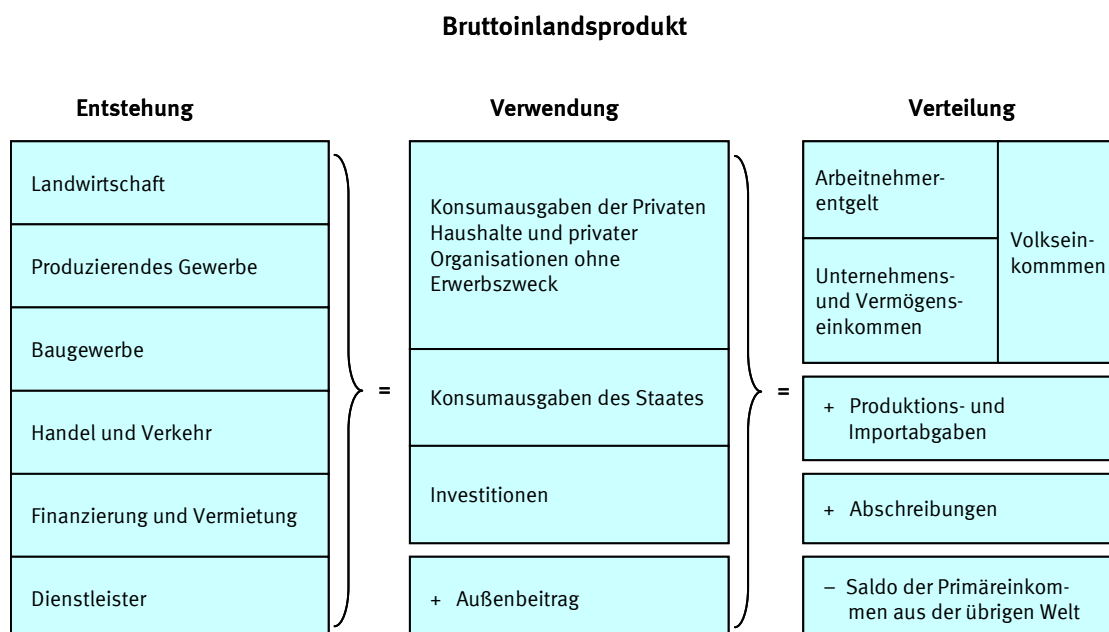 Bruttoinlandsprodukt
Entstehung
Landwirtschaft
Produzierendes Gewerbe
Baugewerbe
Handel und Verkehr
Finanzierung und Vermietung
Dienstleister
=
Verwendung
Konsumausgaben der Privaten
Haushalte und privater
Organisationen ohne
Erwerbszweck
Konsumausgaben des Staates
Investitionen
+ Außenbeitrag
=
Verteilung
Arbeitnehmer-
entgelt
Unternehmens-
und Vermögens-
einkommen
Volksein-
kommmen
+ Produktions- und
Importabgaben
+ Abschreibungen
– Saldo der Primäreinkom-
men aus der übrigen Welt